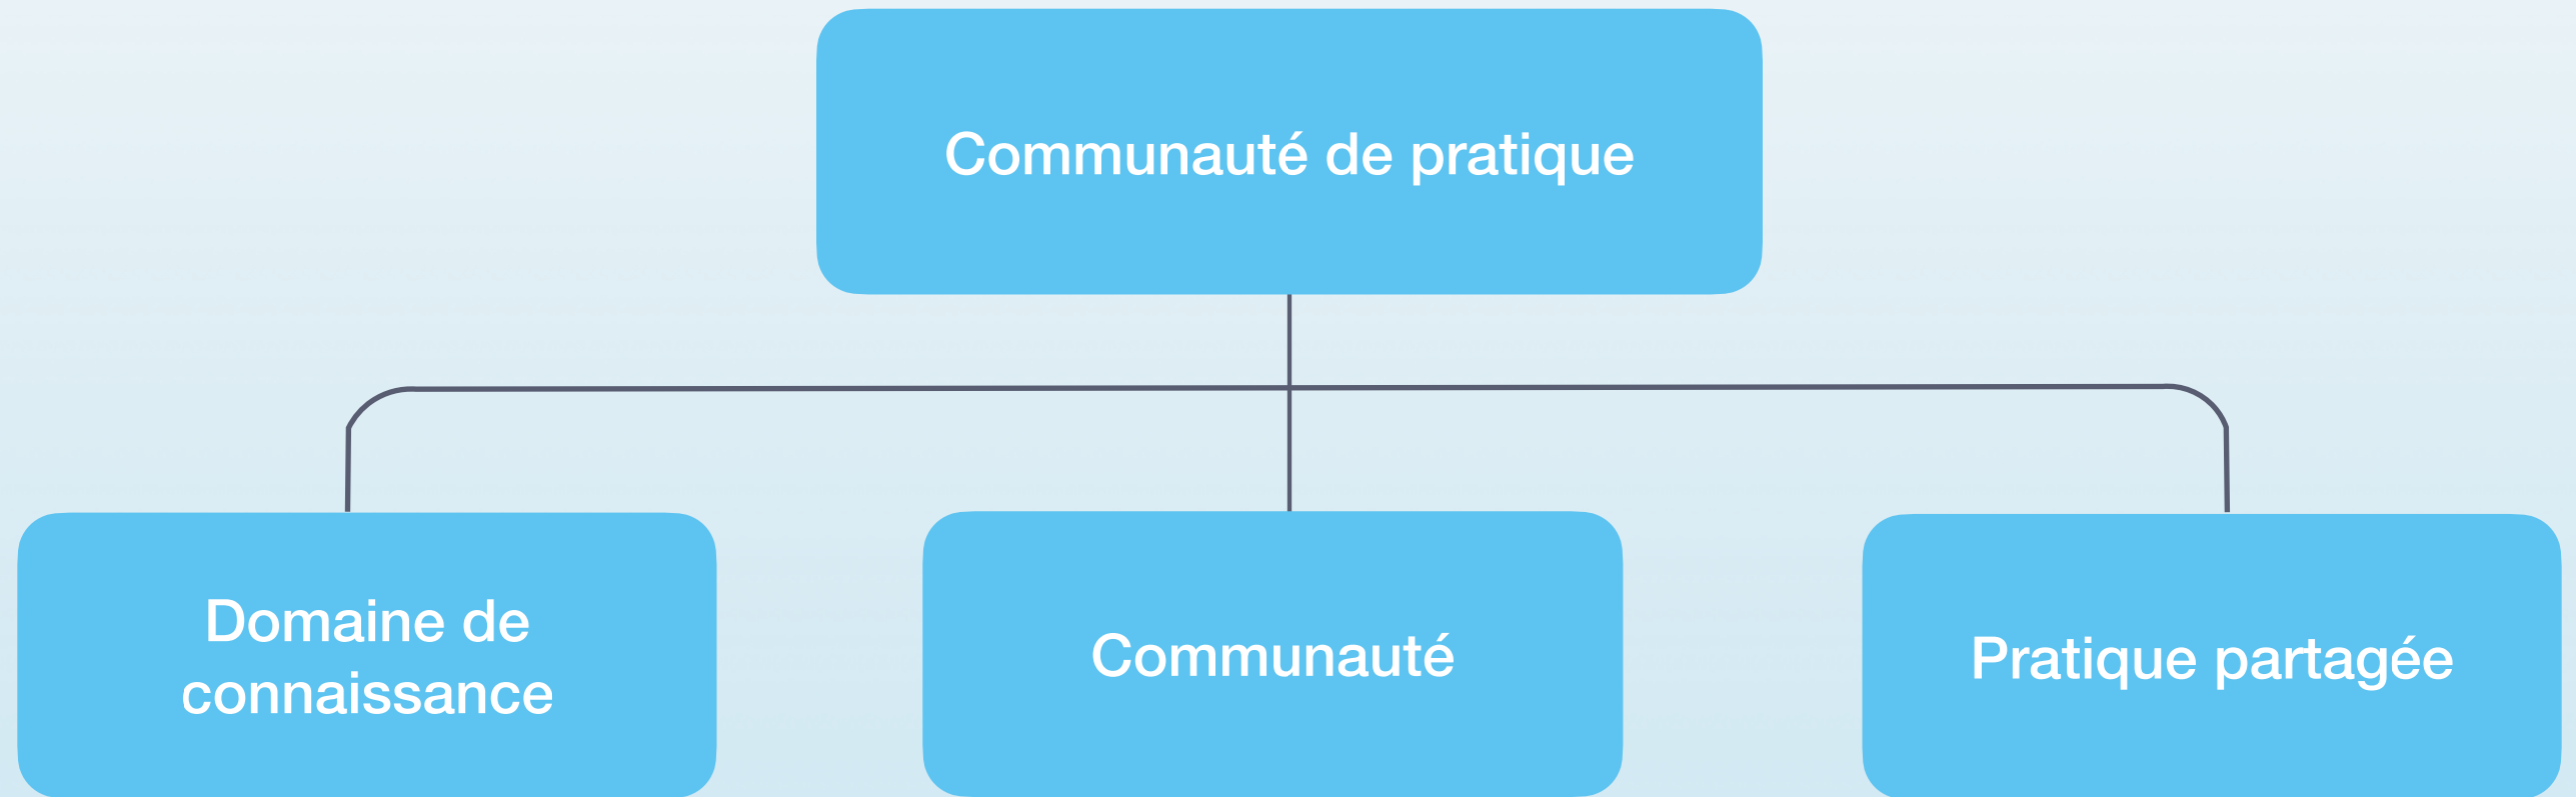 Communauté de pratique
Domaine de
connaissance
Communauté
Pratique partagée